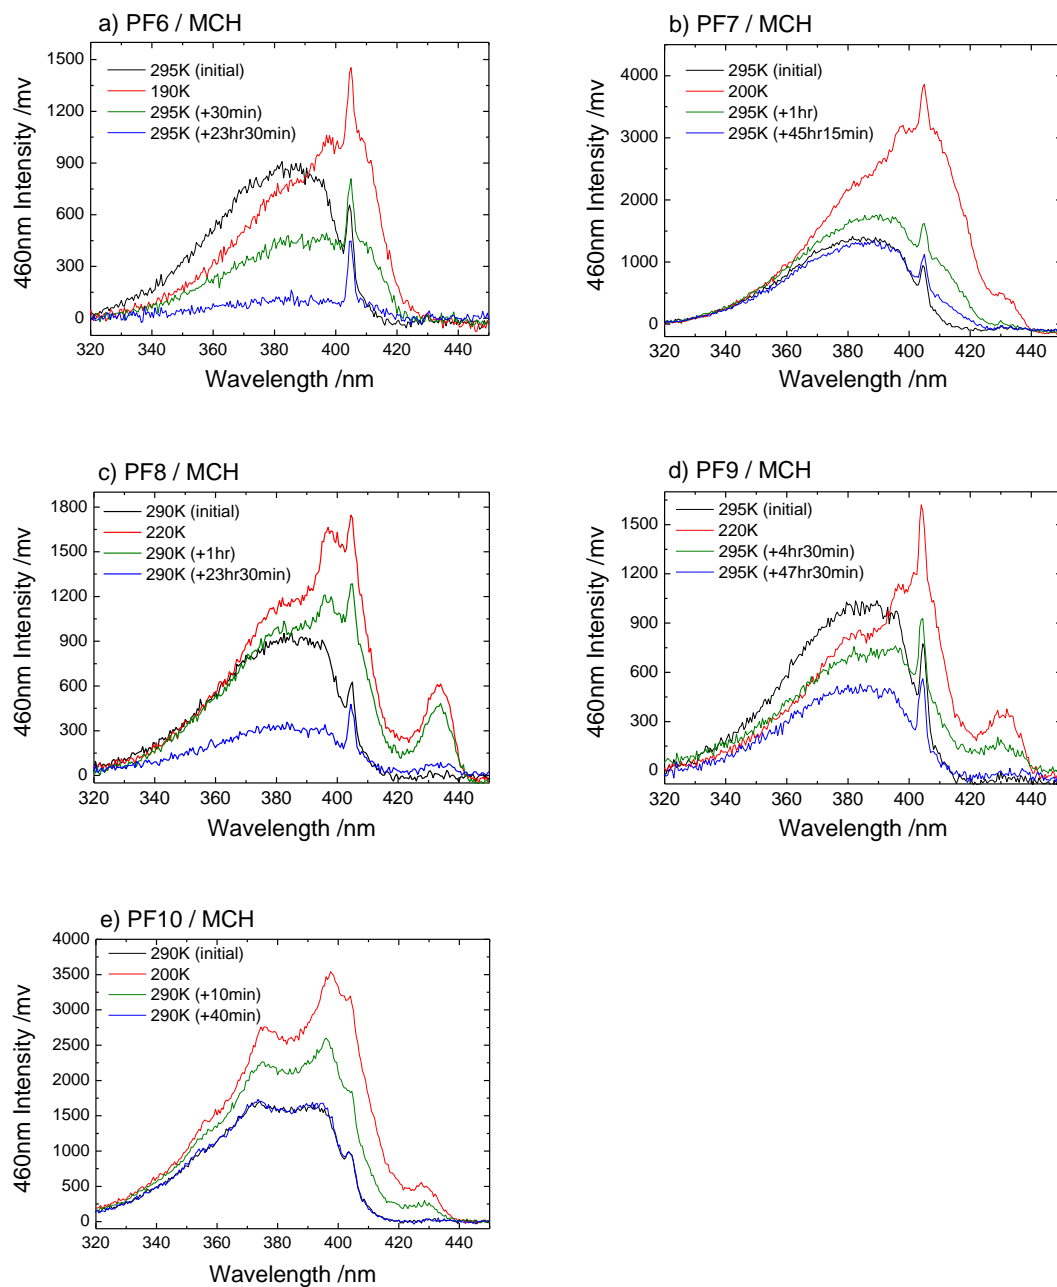 a) PF6 / MCH
295K (initial)
190K
295K (+30min)
295K (+23hr30min)
1500
1200
900
600
300
0
320 340 360 380 400 420 440
460nm Intensity /mv
Wavelength /nm
b) PF7 / MCH
295K (initial)
200K
295K (+1hr)
295K (+45hr15min)
4000
3000
2000
1000
0
320 340 360 380 400 420 440
460nm Intensity /mv
Wavelength /nm
c) PF8 / MCH
290K (initial)
220K
290K (+1hr)
290K (+23hr30min)
1800
1500
1200
900
600
300
0
320 340 360 380 400 420 440
460nm Intensity /mv
Wavelength /nm
d) PF9 / MCH
295K (initial)
220K
295K (+4hr30min)
295K (+47hr30min)
1500
1200
900
600
300
0
320 340 360 380 400 420 440
460nm Intensity /mv
Wavelength /nm
e) PF10 / MCH
290K (initial)
200K
290K (+10min)
290K (+40min)
4000
3500
3000
2500
2000
1500
1000
500
0
320 340 360 380 400 420 440
460nm Intensity /mv
Wavelength /nm